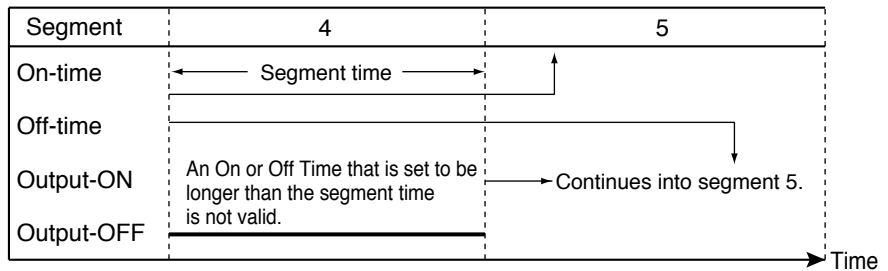 Segment 4 5
On-time Segment time
Off-time
Output-ON An On or Off Time that is set to be
longer than the segment time
is not valid.
Continues into segment 5.
Output-OFF
Time